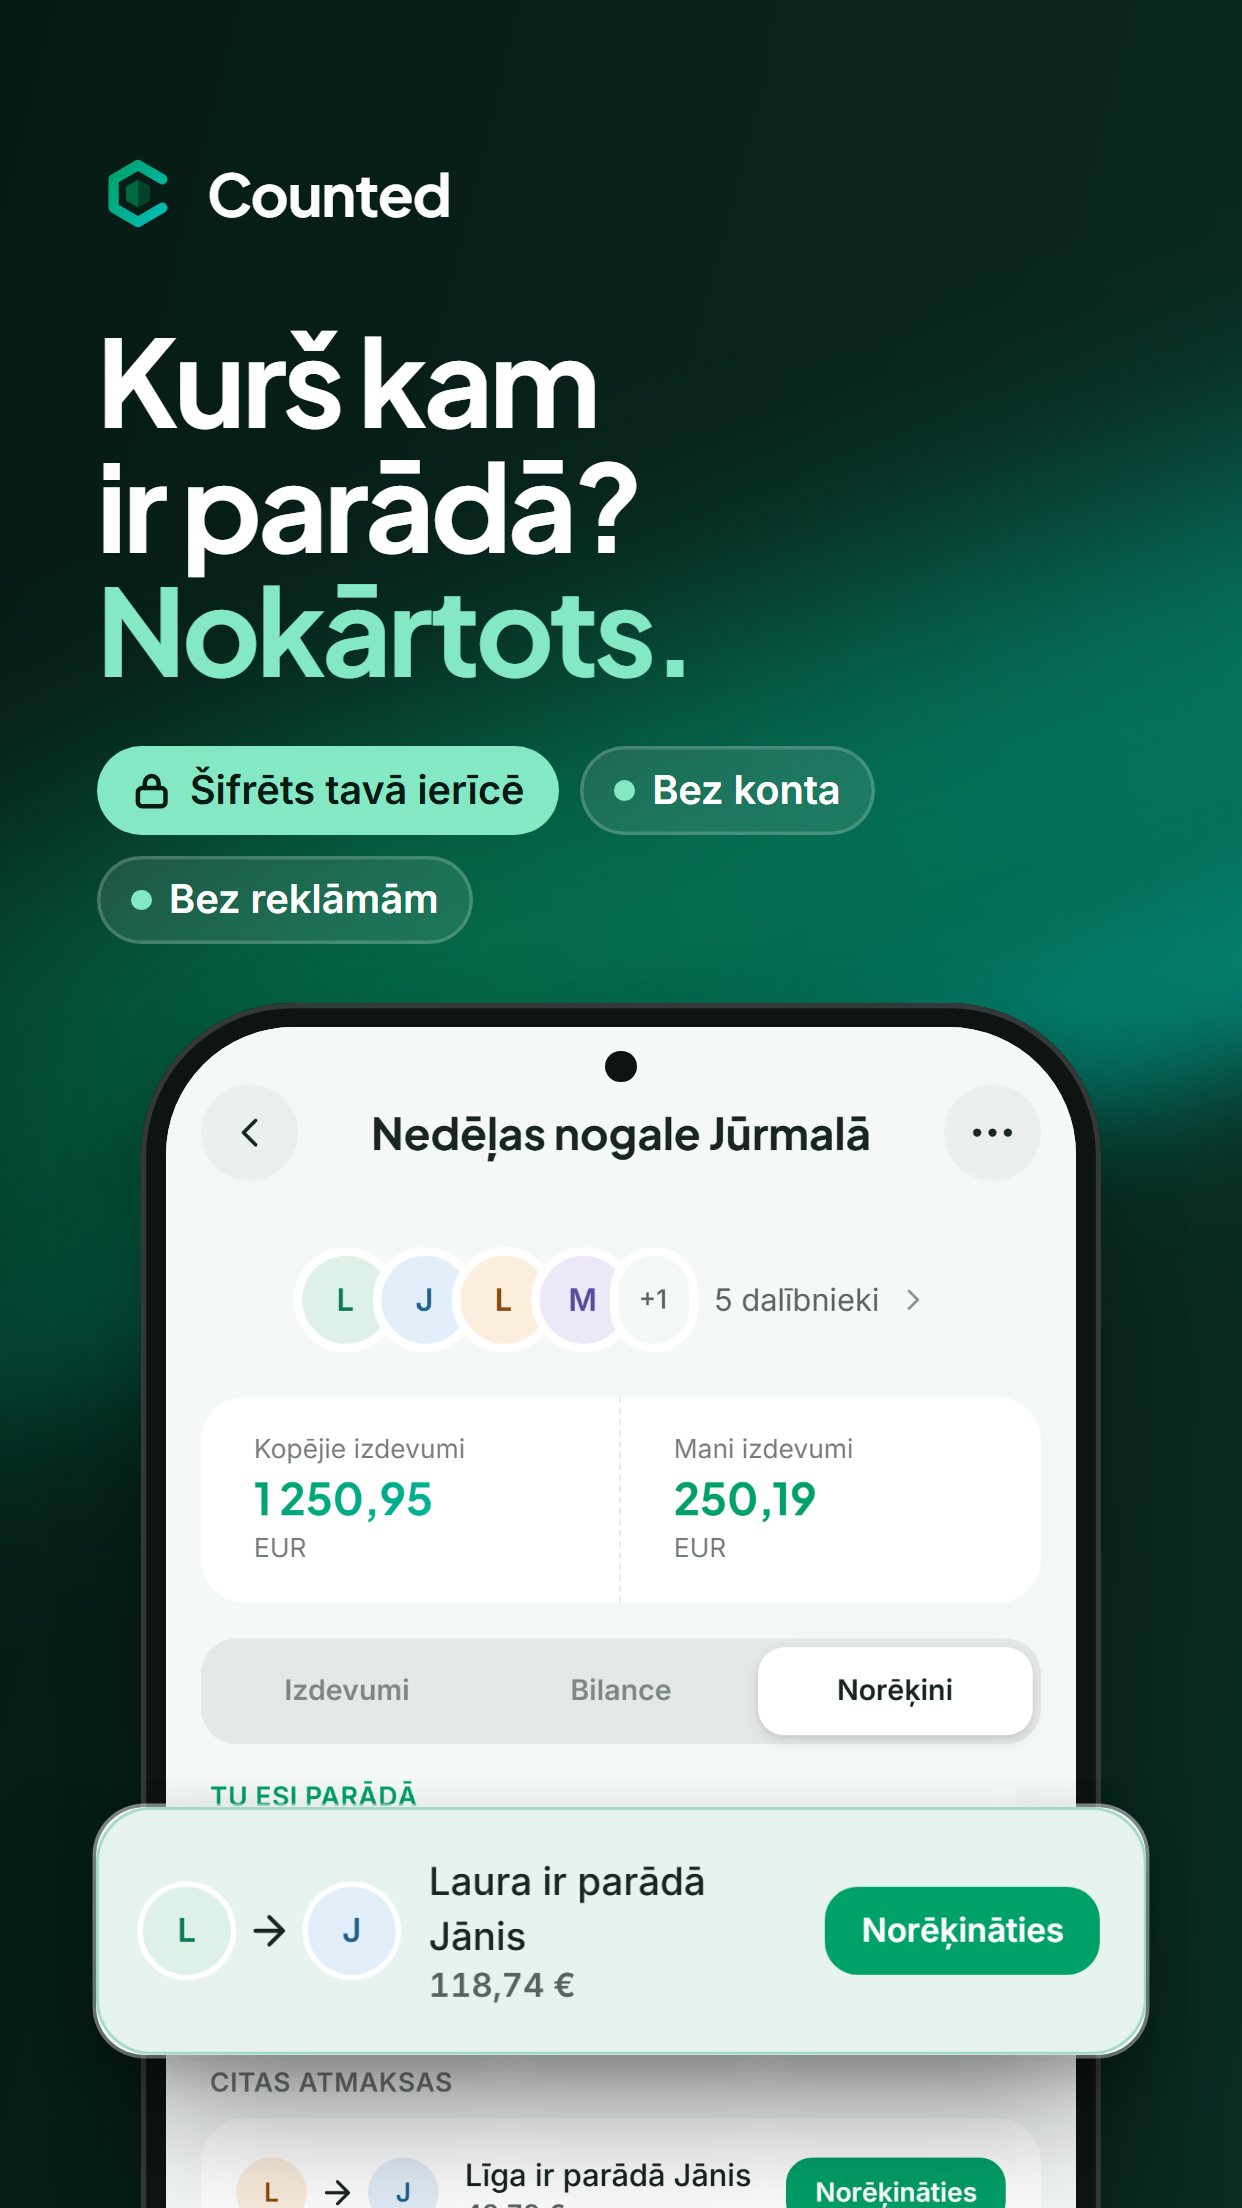 Counted
Kurš kam
ir parādā?
Nokārtots.
Šifrēts tavā ierīcē
Bez konta
Bez reklāmām
Nedēļas nogale Jūrmalā
L J L M +1 5 dalībnieki
Kopējie izdevumi
1 250,95
EUR
Mani izdevumi
250,19
EUR
Izdevumi Bilance Norēķini
TU ESI PARĀDĀ
L J
Laura ir parādā
Jānis
118,74 €
Norēķināties
CITAS ATMAKSAS
L J
Līga ir parādā Jānis
Norēķināties